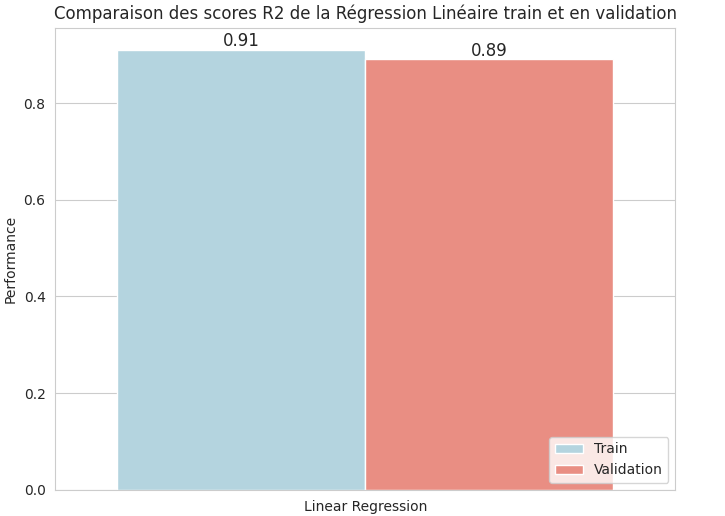 Comparaison des scores R2 de la Régression Linéaire train et en validation
0.91
0.89
0.8
0.6
0.4
0.2
0.0
Performance
Train
Validation
Linear Regression